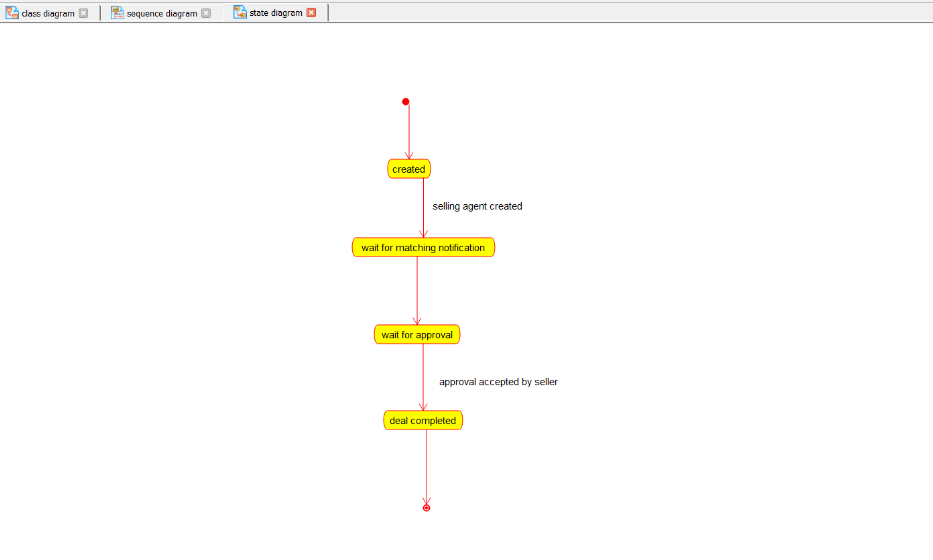 class diagram
sequence diagram
state diagram
created
selling agent created
wait for matching notification
wait for approval
approval accepted by seller
deal completed